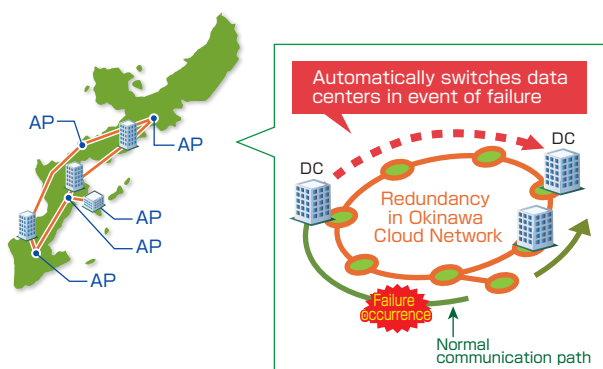 AP
AP
AP
AP
AP
Automatically switches data
centers in event of failure
DC
DC
Redundancy
in Okinawa
Cloud Network
Failure
occurrence
Normal
communication path